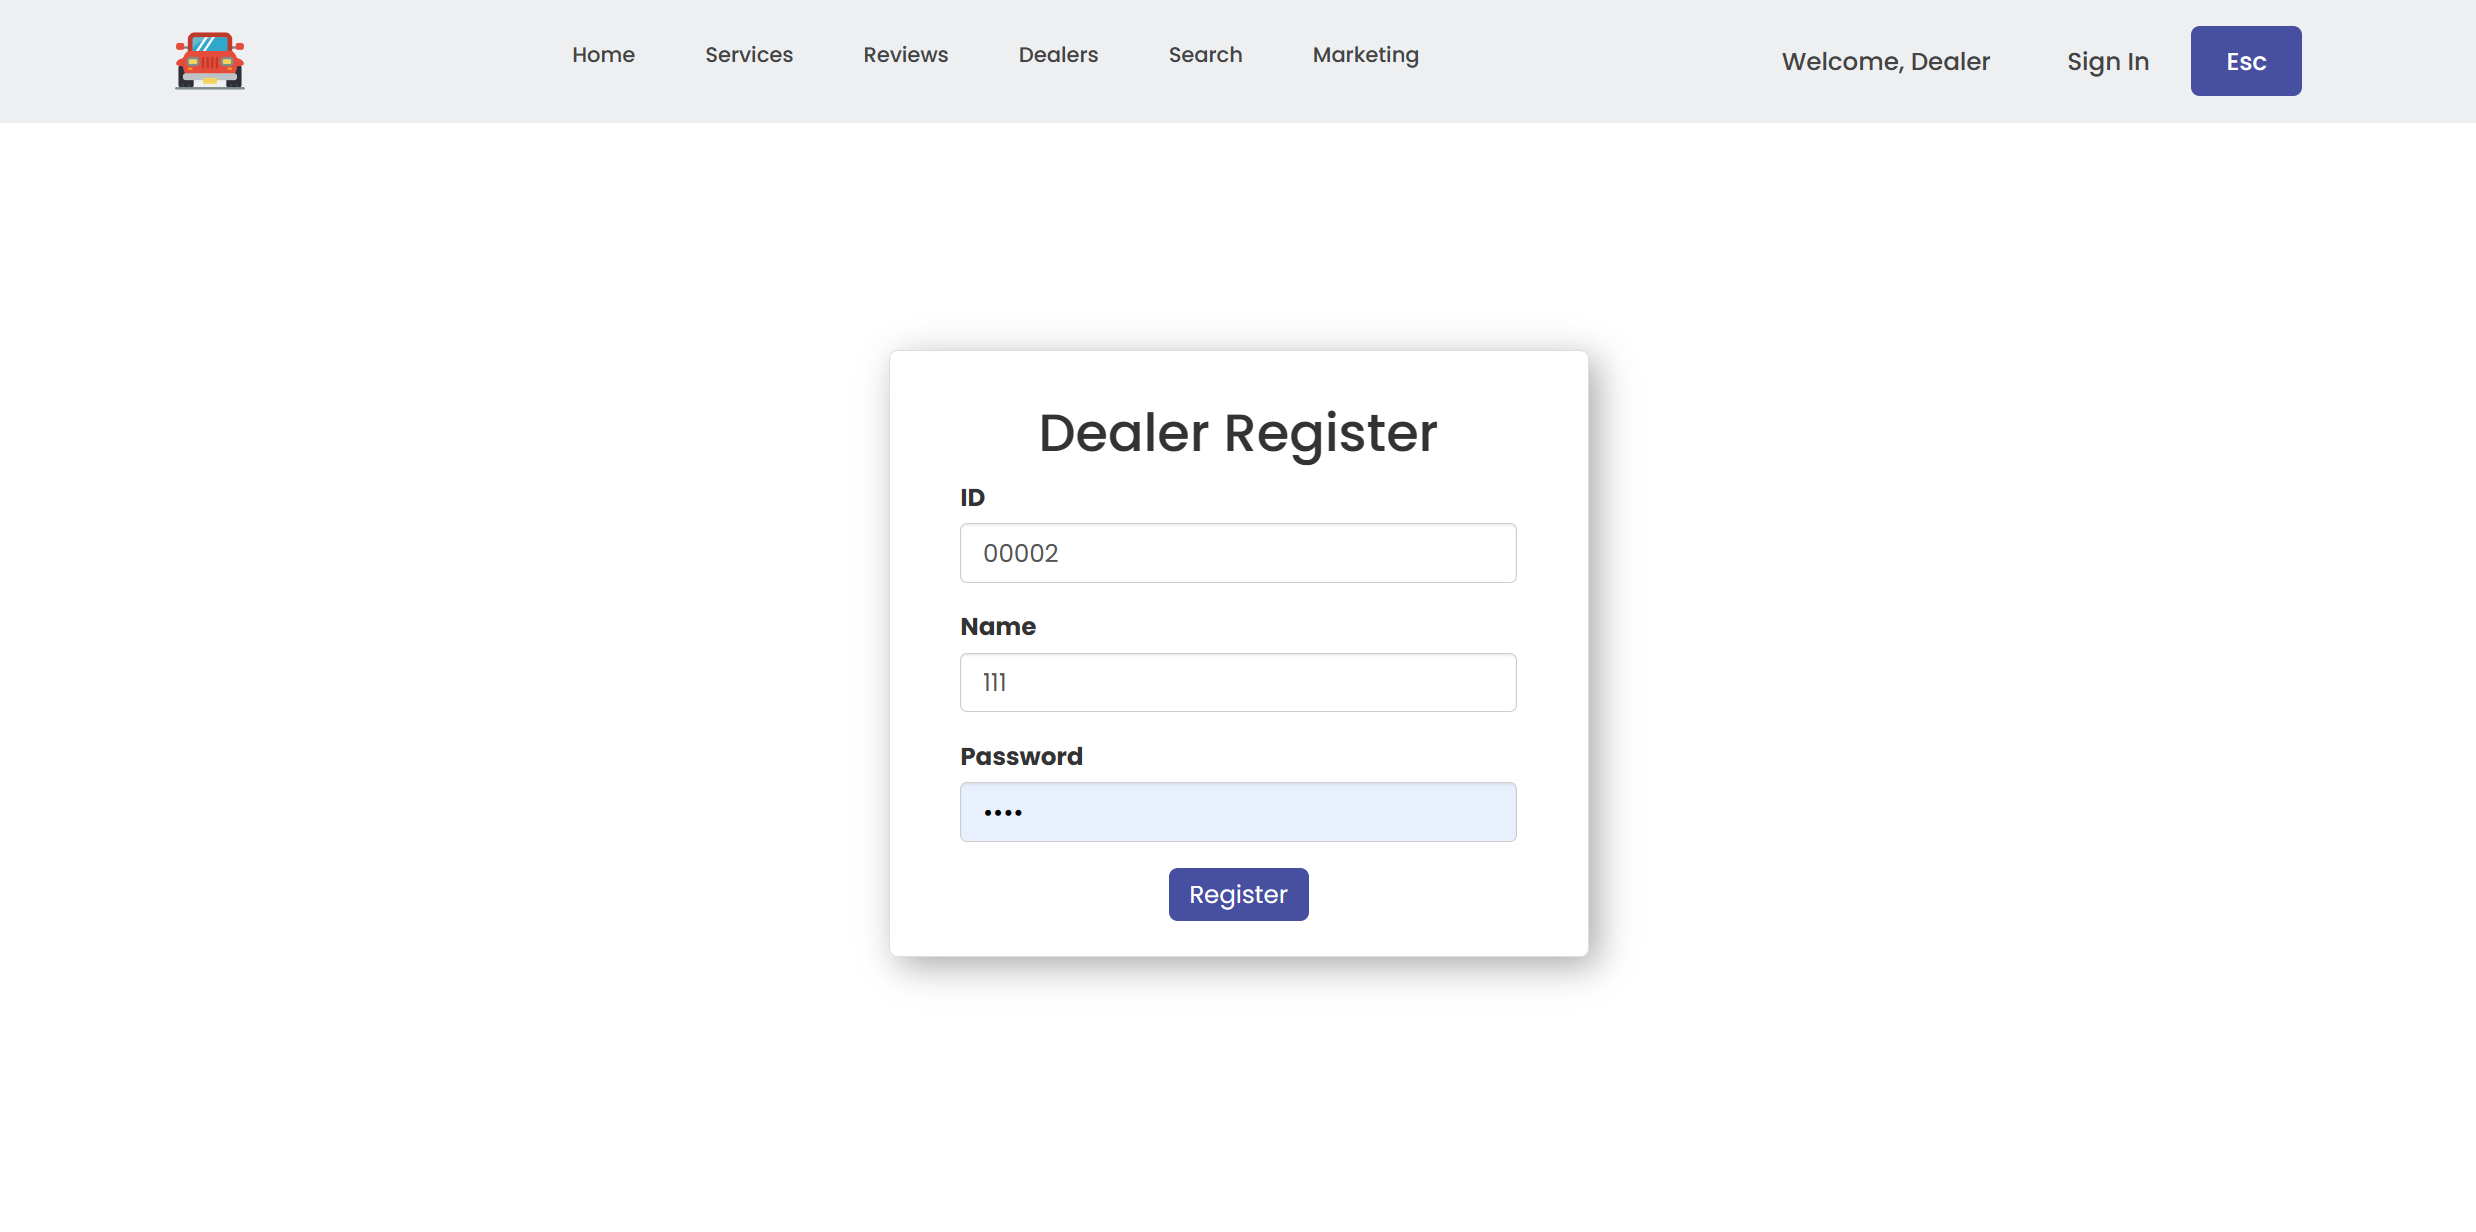 Home Services Reviews Dealers Search Marketing Welcome, Dealer Sign In Esc
Dealer Register
ID
00002
Name
111
Password
••••
Register